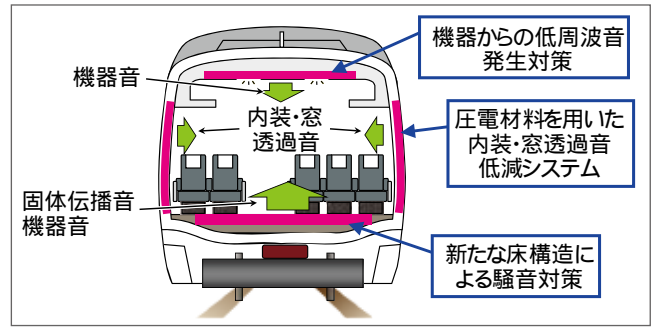 機器からの低周波音
発生対策
機器音
内装・窓
透過音
圧電材料を用いた
内装・窓透過音
低減システム
固体伝播音
機器音
新たな床構造に
よる騒音対策